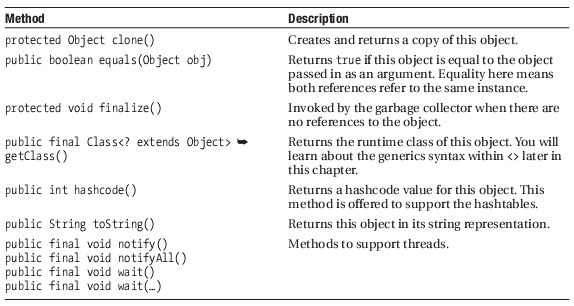 Method Description
protected Object clone() Creates and returns a copy of this object.
public boolean equals(Object obj) Returns true if this object is equal to the object
passed in as an argument. Equality here means
both references refer to the same instance.
protected void finalize() Invoked by the garbage collector when there are
no references to the object.
public final Class<? extends Object> ➥ Returns the runtime class of this object. You will
getClass() learn about the generics syntax within <> later in
this chapter.
public int hashcode() Returns a hashcode value for this object. This
method is offered to support the hashtables.
public String toString() Returns this object in its string representation.
public final void notify() Methods to support threads.
public final void notifyAll()
public final void wait()
public final void wait(…)